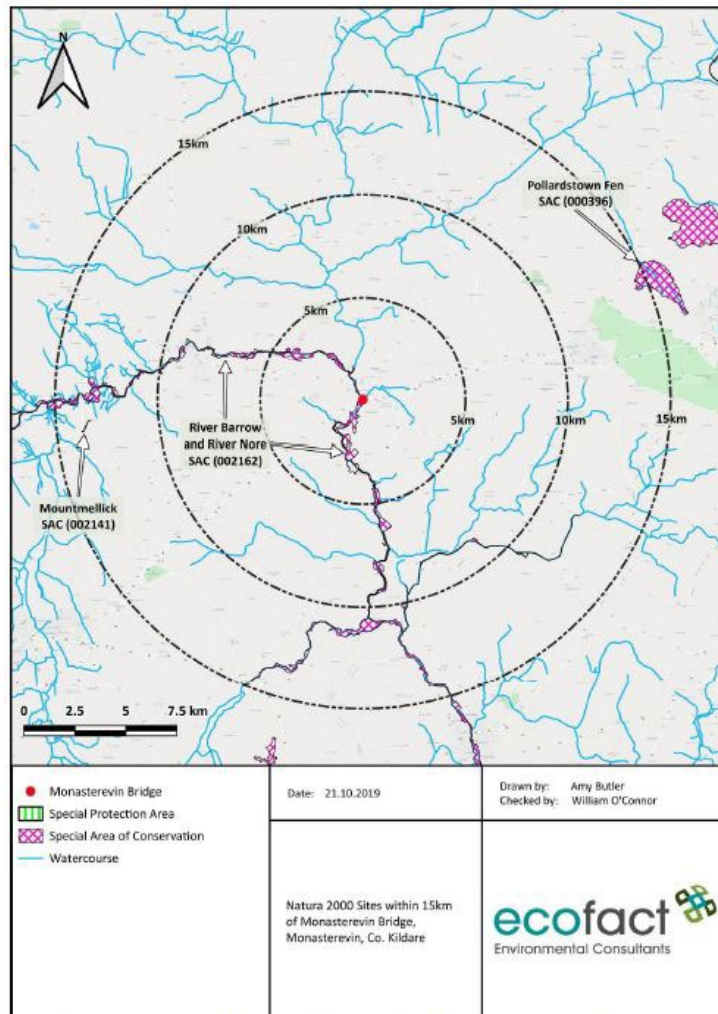 N
15km
Pollardstown Fen
SAC (000396)
10km
5km
5km
10km
15km
River Barrow
and River Nore
SAC (002162)
Mountmellick
SAC (002141)
0 2.5 5 7.5 km
Monasterevin Bridge
Special Protection Area
Special Area of Conservation
Watercourse
Date: 21.10.2019
Drawn by: Amy Butler
Checked by: William O'Connor
Natura 2000 Sites within 15km
of Monasterevin Bridge,
Monasterevin, Co. Kildare
ecofact
Environmental Consultants